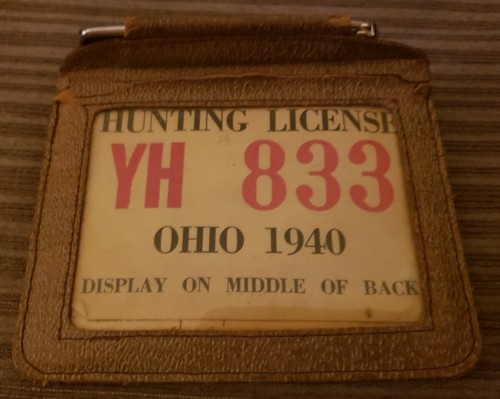 HUNTING LICENSE
YH 833
OHIO 1940
DISPLAY ON MIDDLE OF BACK